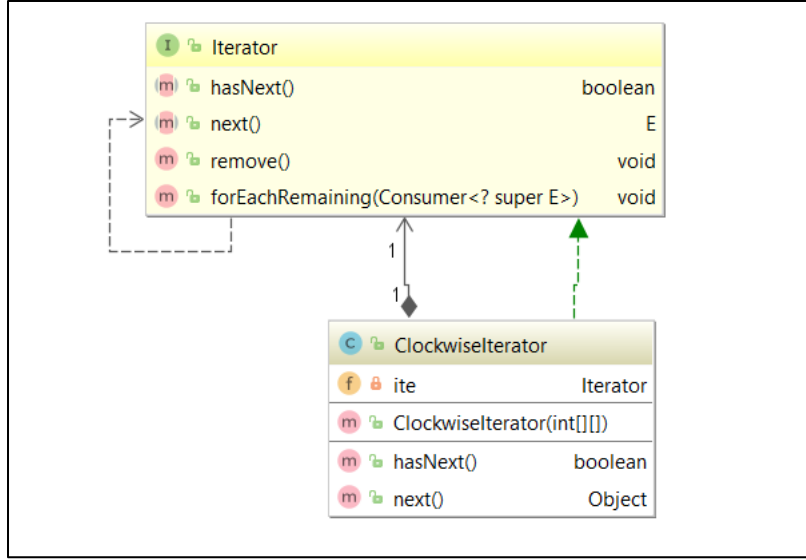 I Iterator
m hasNext() boolean
m next() E
m remove() void
m forEachRemaining(Consumer<? super E>) void
1
1
C ClockwiseIterator
f ite Iterator
m ClockwiseIterator(int[][])
m hasNext() boolean
m next() Object